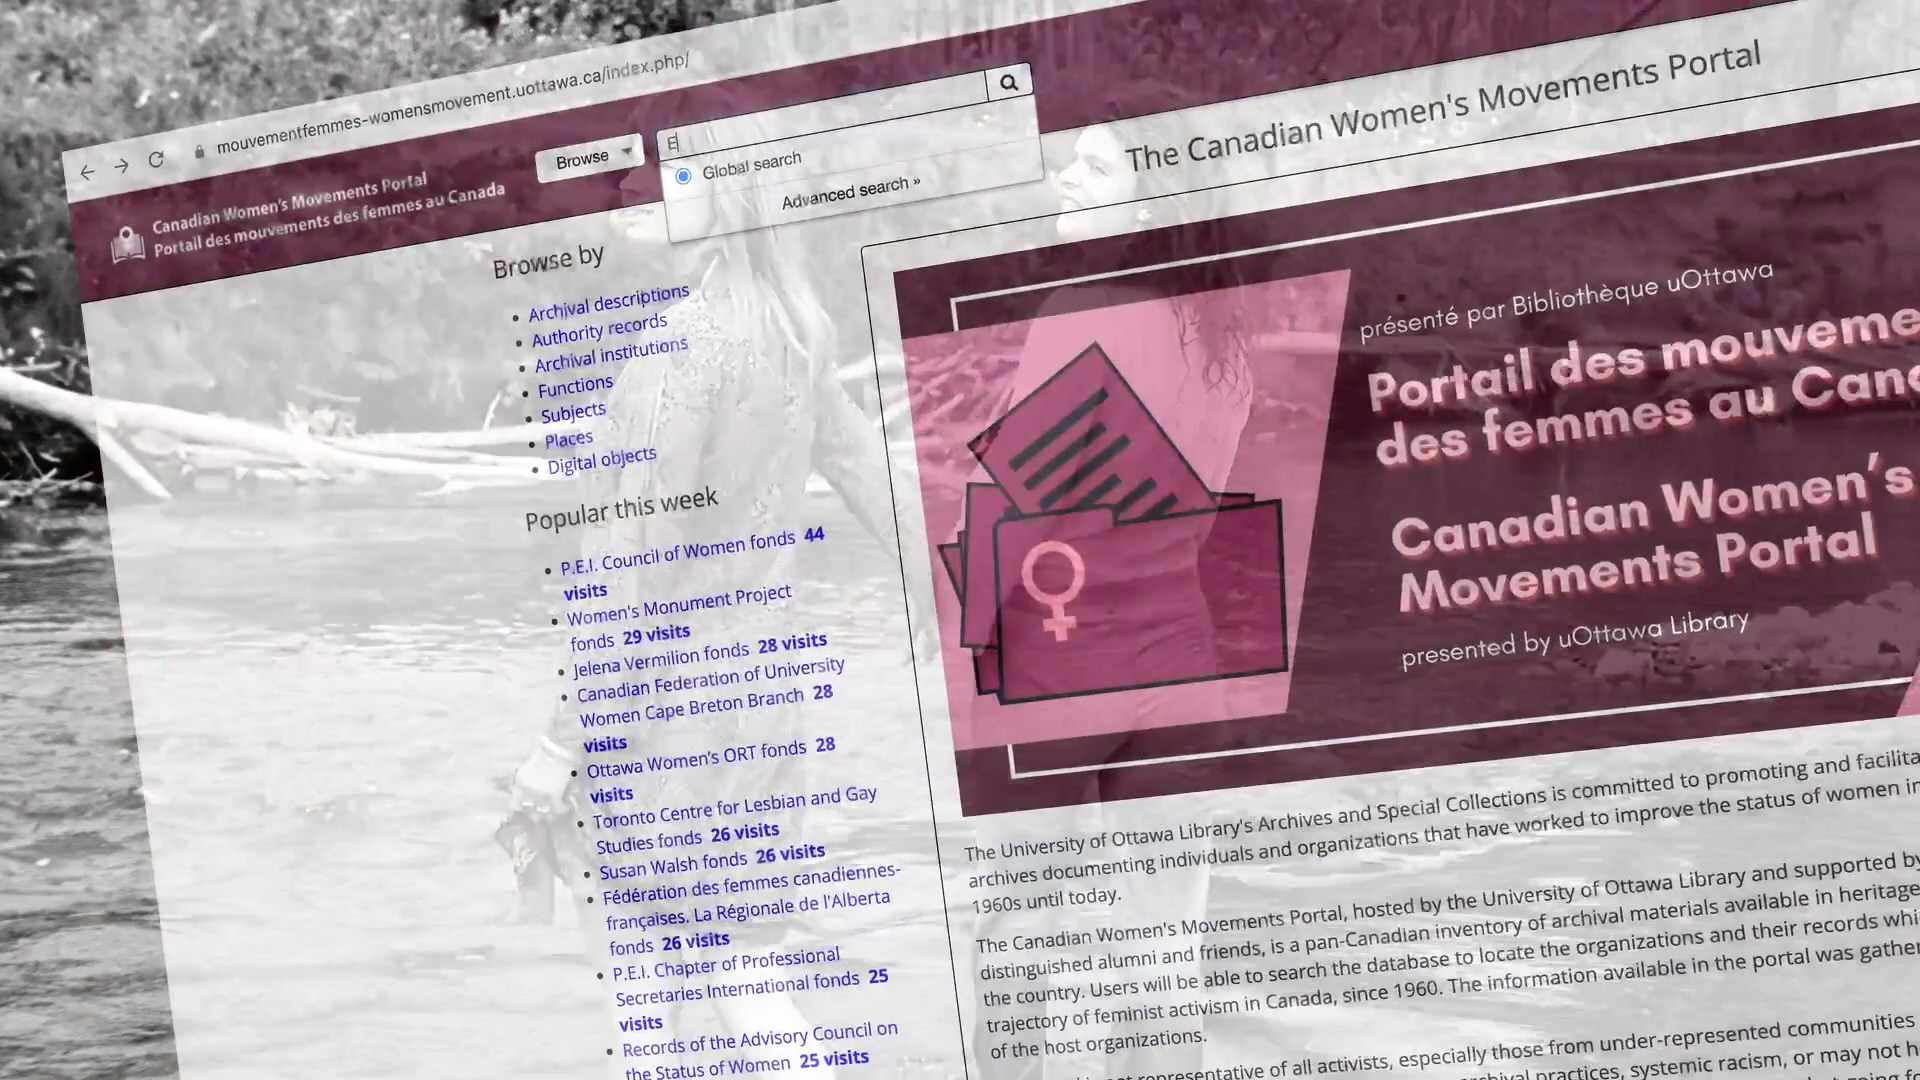 mouvementfemmes-womensmovement.uottawa.ca/index.php/
Canadian Women's Movements Portal
Portail des mouvements des femmes au Canada
Browse
E
Global search
Advanced search »
The Canadian Women's Movements Portal
Browse by
Archival descriptions
Authority records
Archival institutions
Functions
Subjects
Places
Digital objects
Popular this week
P.E.I. Council of Women fonds 44
visits
Women's Monument Project
fonds 29 visits
Jelena Vermilion fonds 28 visits
Canadian Federation of University
Women Cape Breton Branch 28
visits
Ottawa Women's ORT fonds 28
visits
Toronto Centre for Lesbian and Gay
Studies fonds 26 visits
Susan Walsh fonds 26 visits
Fédération des femmes canadiennes-
françaises. La Régionale de l'Alberta
fonds 26 visits
P.E.I. Chapter of Professional
Secretaries International fonds 25
visits
Records of the Advisory Council on
the Status of Women 25 visits
présenté par Bibliothèque uOttawa
Portail des mouveme
des femmes au Cana
Canadian Women's
Movements Portal
presented by uOttawa Library
The University of Ottawa Library's Archives and Special Collections is committed to promoting and facilita
archives documenting individuals and organizations that have worked to improve the status of women in
1960s until today.
The Canadian Women's Movements Portal, hosted by the University of Ottawa Library and supported by
distinguished alumni and friends, is a pan-Canadian inventory of archival materials available in heritage
the country. Users will be able to search the database to locate the organizations and their records whi
trajectory of feminist activism in Canada, since 1960. The information available in the portal was gather
of the host organizations.
representative of all activists, especially those from under-represented communities
practices, systemic racism, or may not h